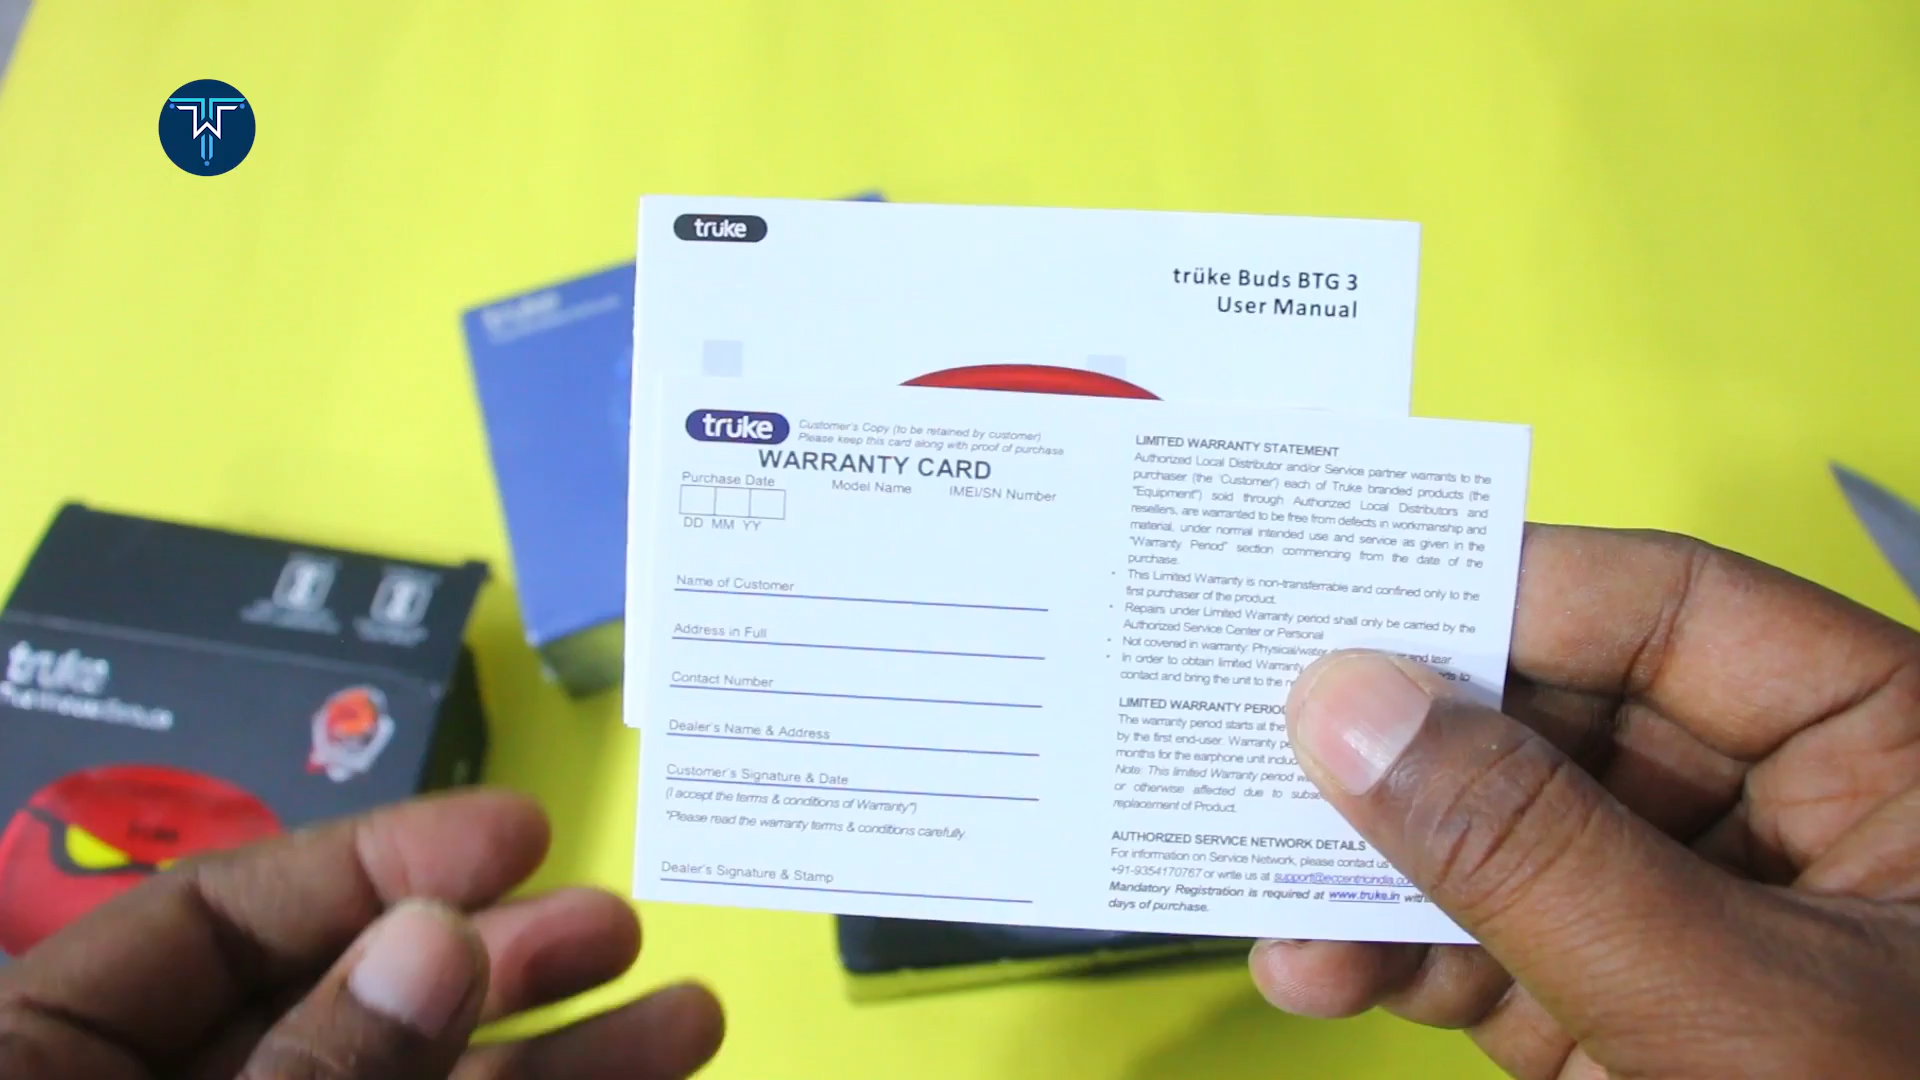 trüke
trüke Buds BTG 3
User Manual
trüke
Customer's Copy (to be retained by customer)
Please keep this card along with proof of purchase
WARRANTY CARD
Purchase Date
Model Name
IMEI/SN Number
DD MM YY
Name of Customer
Address in Full
Contact Number
Dealer's Name & Address
Customer's Signature & Date
(I accept the terms & conditions of Warranty*)
*Please read the warranty terms & conditions carefully
Dealer's Signature & Stamp
LIMITED WARRANTY STATEMENT
Authorized Local Distributor and/or Service partner warrants to the
purchaser (the 'Customer') each of Truke branded products (the
"Equipment") sold through Authorized Local Distributors and
resellers, are warranted to be free from defects in workmanship and
material, under normal intended use and service as given in the
"Warranty Period" section commencing from the date of the
purchase.
• This Limited Warranty is non-transferrable and confined only to the
first purchaser of the product.
• Repairs under Limited Warranty period shall only be carried by the
Authorized Service Center or Personal
• Not covered in warranty: Physical/water and tear.
• In order to obtain limited Warranty to
contact and bring the unit to the
LIMITED WARRANTY PERIOD
The warranty period starts at the
by the first end-user. Warranty
months for the earphone unit
Note: This limited Warranty period
or otherwise affected due to
replacement of Product.
AUTHORIZED SERVICE NETWORK DETAILS
For information on Service Network, please contact us
+91-9354170767 or write us at support@eccentricindia.co
Mandatory Registration is required at www.truke.in
days of purchase.
truke
truke